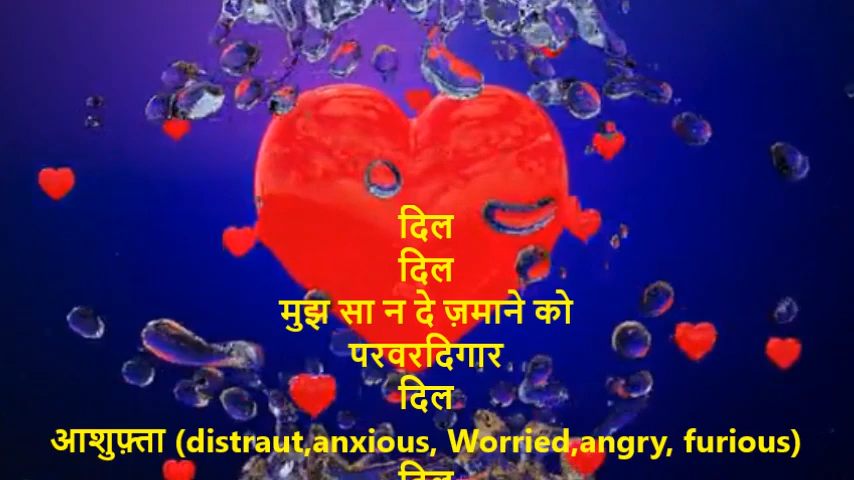 दिल
दिल
मुझ सा न दे ज़माने को
परवरदिगार
दिल
आशुफ़्ता (distraut,anxious, Worried,angry, furious)
दिल